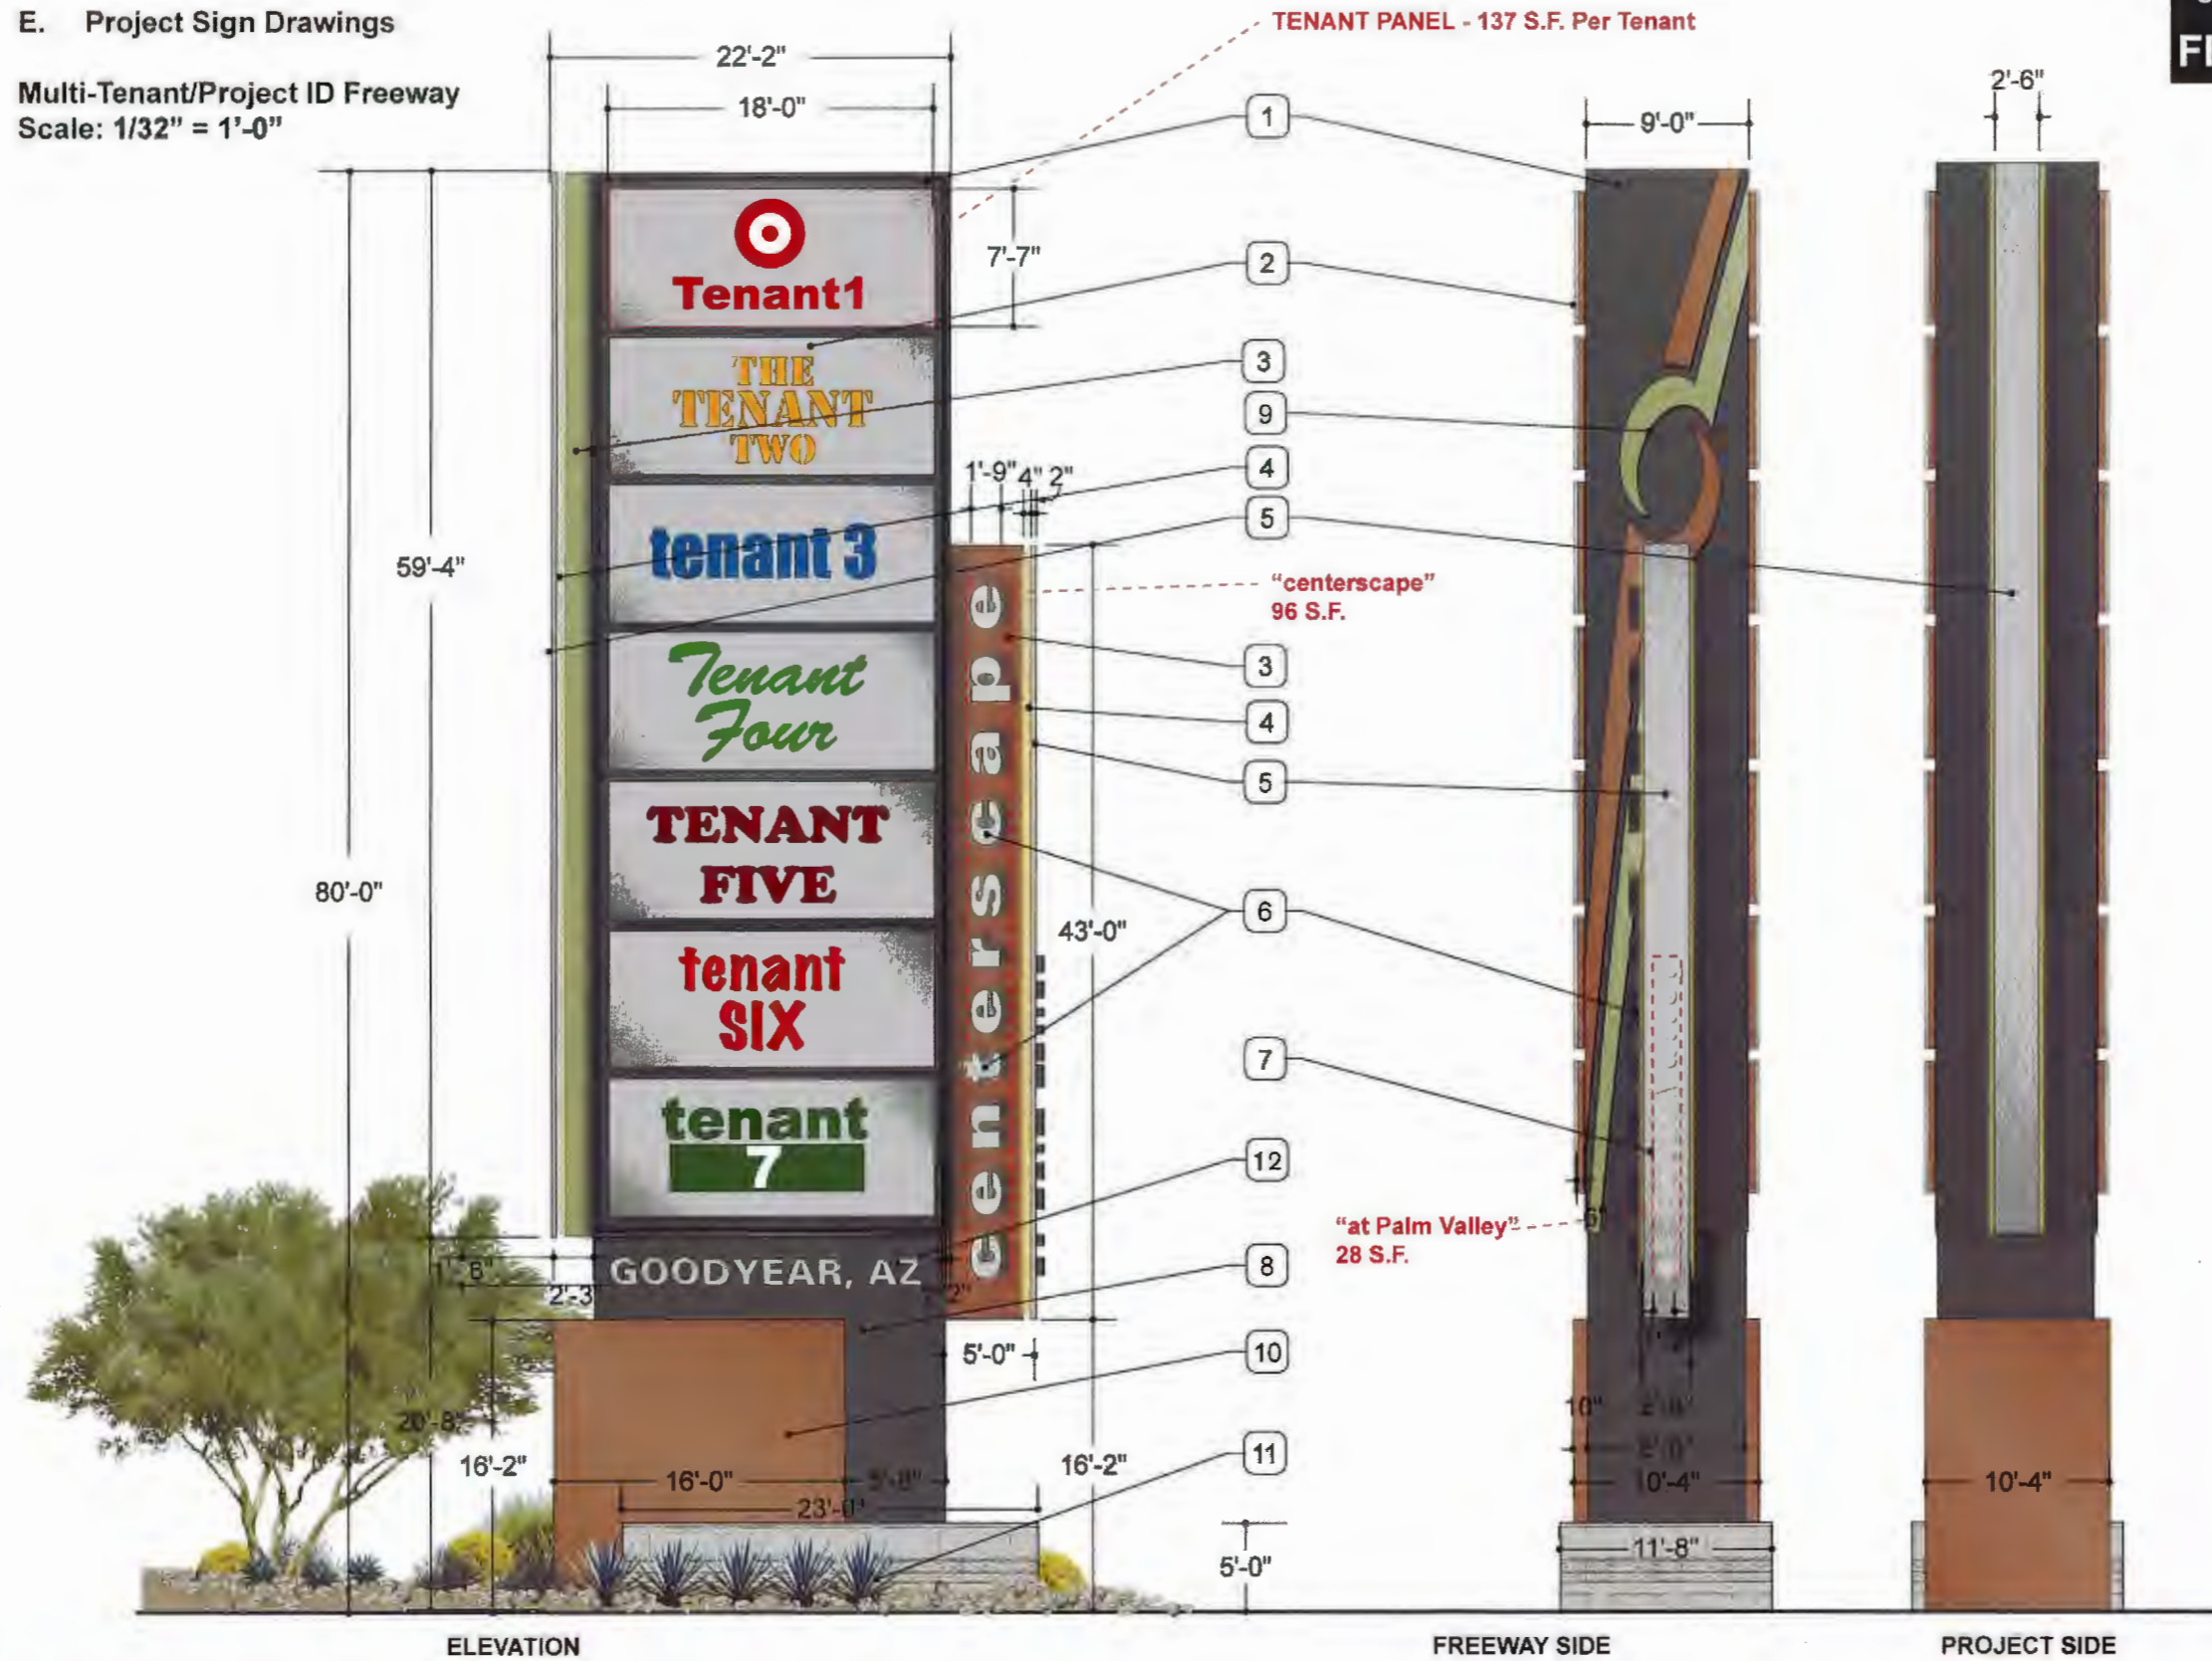 E. Project Sign Drawings
Multi-Tenant/Project ID Freeway
Scale: 1/32" = 1'-0"
TENANT PANEL - 137 S.F. Per Tenant
22'-2"
18'-0"
7'-7"
59'-4"
80'-0"
Tenant1
THE
TENANT
TWO
tenant 3
Tenant
Four
TENANT
FIVE
tenant
SIX
tenant
7
GOODYEAR, AZ
centerscape
1'-9" 4" 2"
43'-0"
"centerscape"
96 S.F.
1
2
3
9
4
5
3
4
5
6
7
12
8
10
11
"at Palm Valley"
28 S.F.
2'-3
2"
5'-0"
20'-8"
16'-2"
16'-0"
23'-0"
16'-2"
5'-0"
ELEVATION
9'-0"
6"
10"
10'-4"
11'-8"
FREEWAY SIDE
2'-6"
10'-4"
PROJECT SIDE